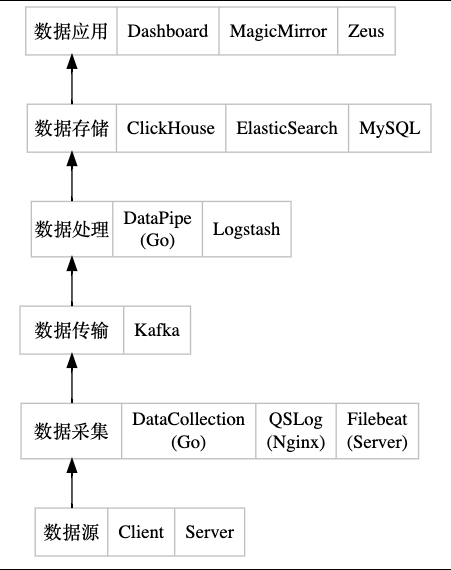 数据应用 Dashboard MagicMirror Zeus
数据存储 ClickHouse ElasticSearch MySQL
数据处理 DataPipe (Go) Logstash
数据传输 Kafka
数据采集 DataCollection (Go) QSLog (Nginx) Filebeat (Server)
数据源 Client Server